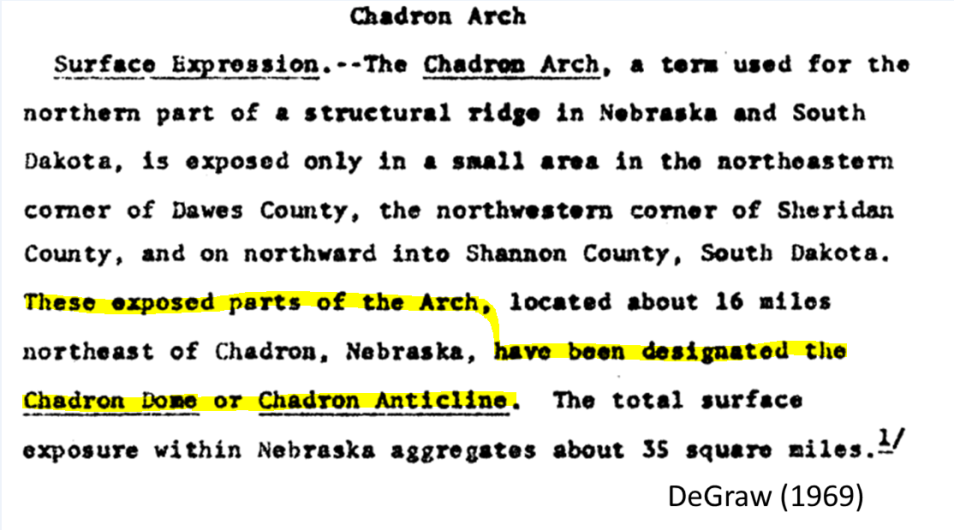 Chadron Arch
Surface Expression.--The Chadron Arch, a term used for the
northern part of a structural ridge in Nebraska and South
Dakota, is exposed only in a small area in the northeastern
corner of Dawes County, the northwestern corner of Sheridan
County, and on northward into Shannon County, South Dakota.
These exposed parts of the Arch, located about 16 miles
northeast of Chadron, Nebraska, have been designated the
Chadron Dome or Chadron Anticline. The total surface
exposure within Nebraska aggregates about 35 square miles.1/
DeGraw (1969)